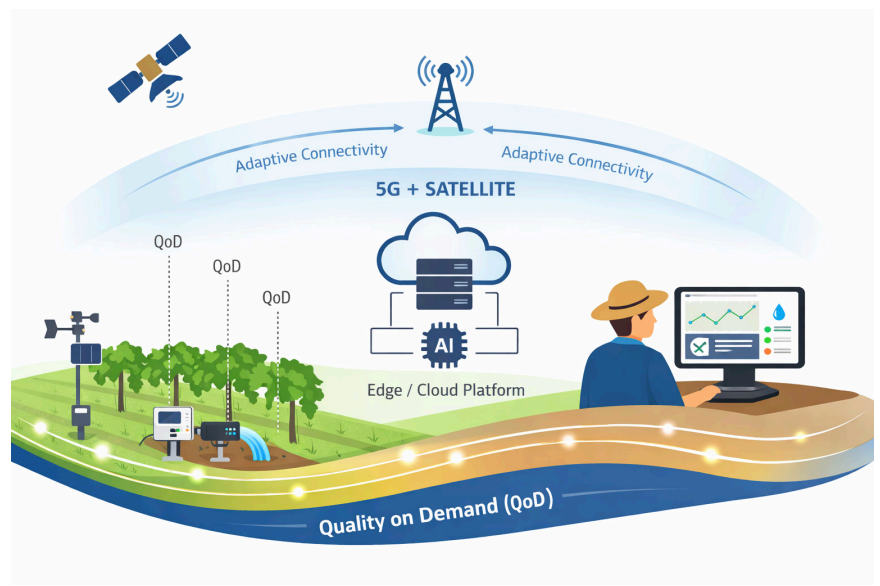 Adaptive Connectivity
Adaptive Connectivity
5G + SATELLITE
QoD
QoD
QoD
AI
Edge / Cloud Platform
Quality on Demand (QoD)